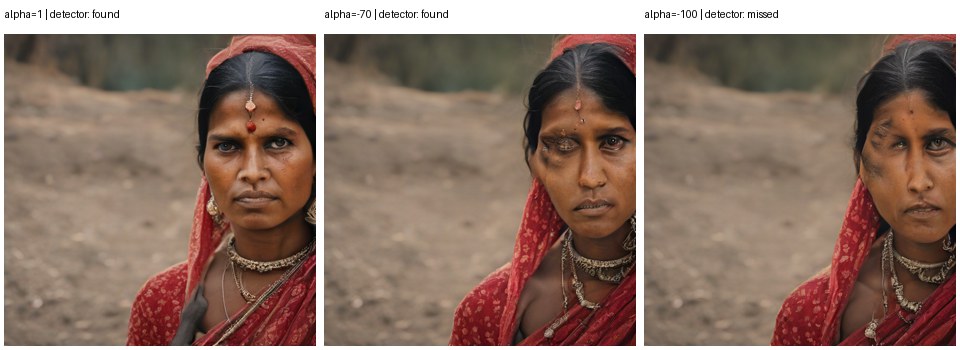 alpha=1 | detector: found
alpha=-70 | detector: found
alpha=-100 | detector: missed